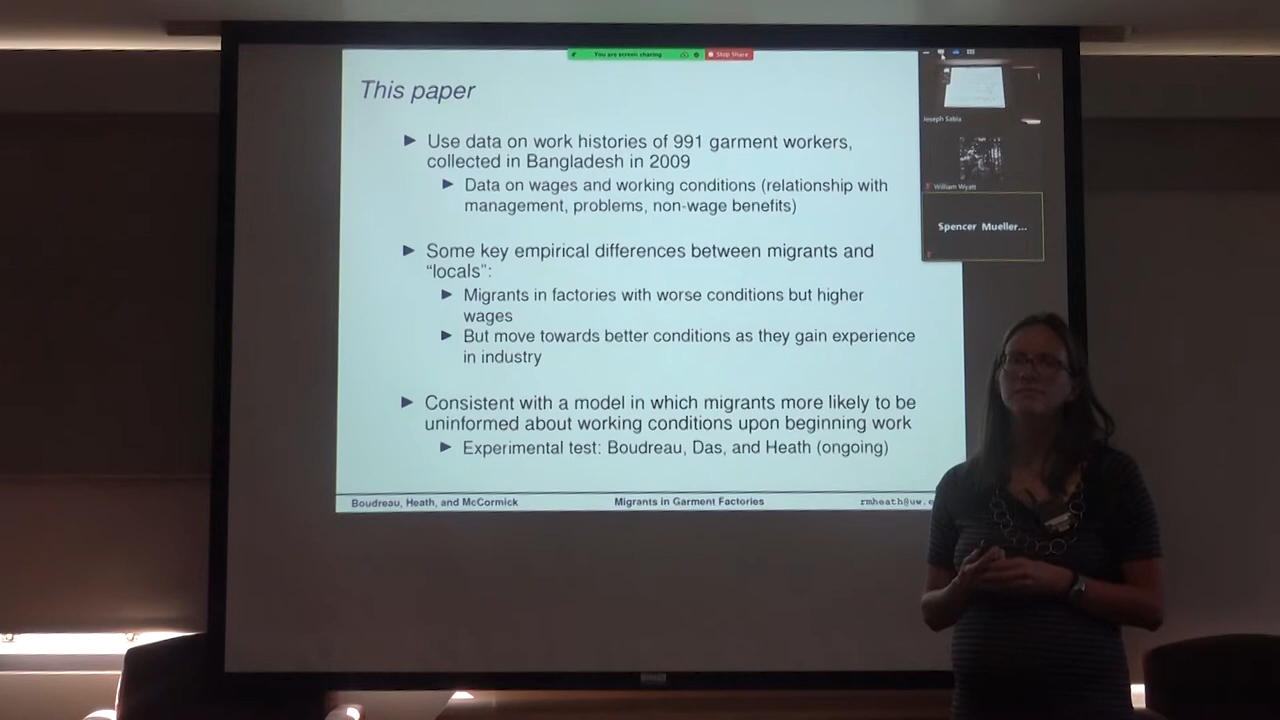 You are screen sharing
Stop Share
This paper
Use data on work histories of 991 garment workers,
collected in Bangladesh in 2009
Data on wages and working conditions (relationship with
management, problems, non-wage benefits)
Some key empirical differences between migrants and
“locals”:
Migrants in factories with worse conditions but higher
wages
But move towards better conditions as they gain experience
in industry
Consistent with a model in which migrants more likely to be
uninformed about working conditions upon beginning work
Experimental test: Boudreau, Das, and Heath (ongoing)
Boudreau, Heath, and McCormick
Migrants in Garment Factories
rmheath@uw.e
Joseph Sabia
William Wyatt
Spencer Mueller...